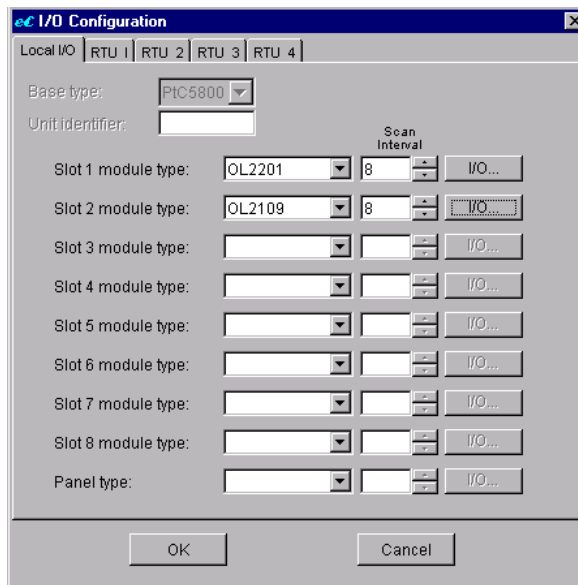 eC I/O Configuration
Local I/O RTU 1 RTU 2 RTU 3 RTU 4
Base type: PtC5800
Unit identifier:
Scan
Interval
Slot 1 module type: OL2201 8 I/O...
Slot 2 module type: OL2109 8 I/O...
Slot 3 module type: I/O...
Slot 4 module type: I/O...
Slot 5 module type: I/O...
Slot 6 module type: I/O...
Slot 7 module type: I/O...
Slot 8 module type: I/O...
Panel type: I/O...
OK Cancel